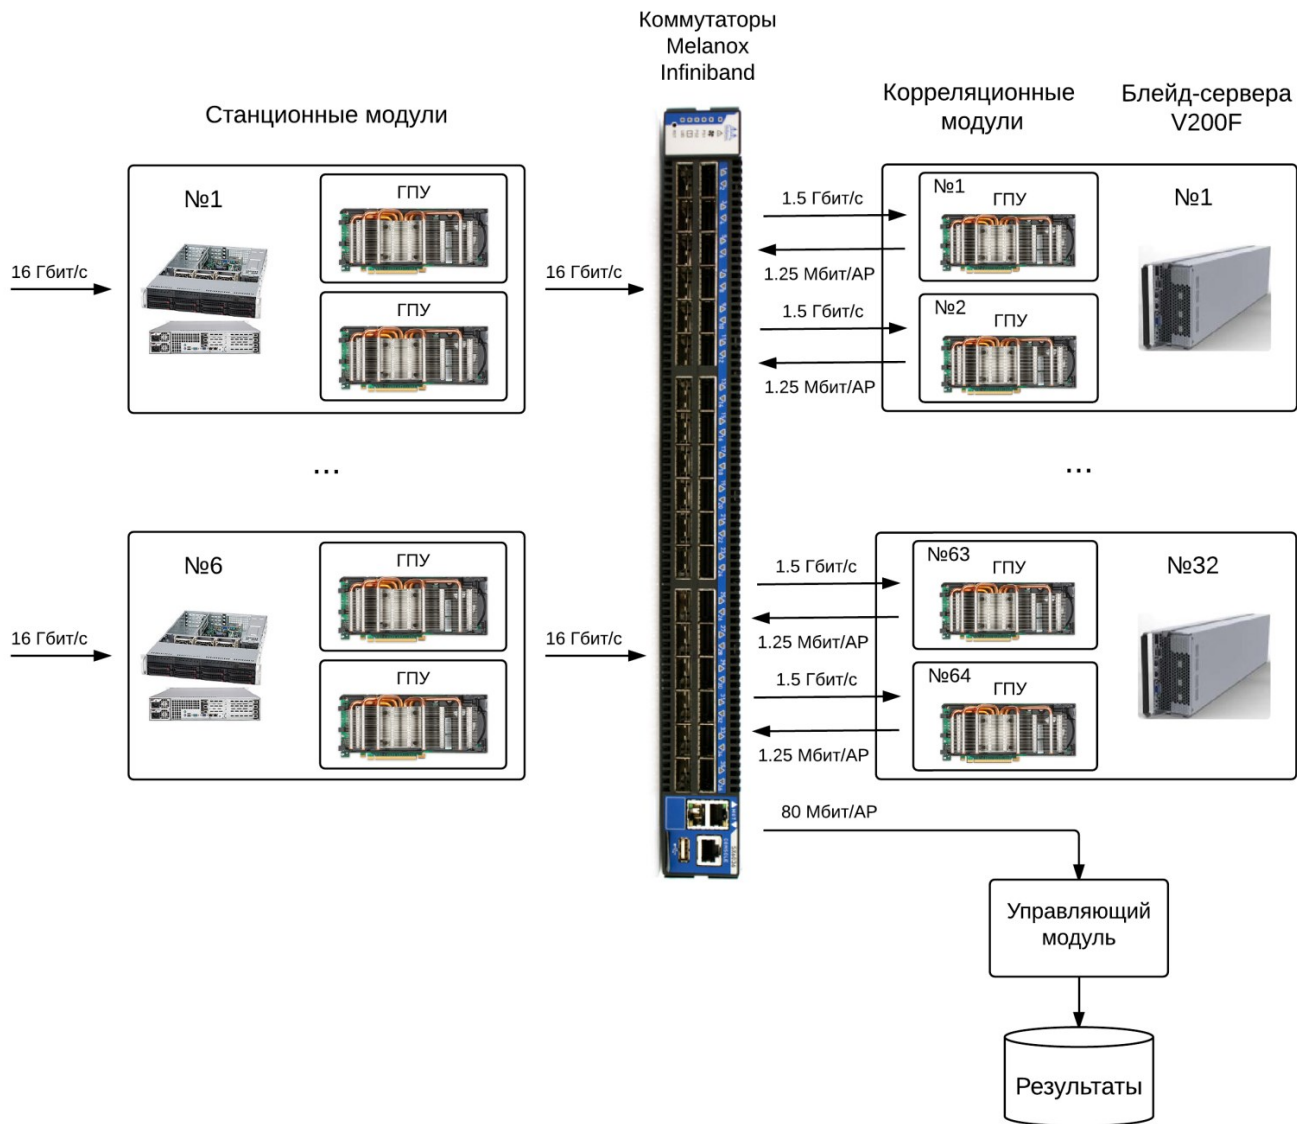 Коммутаторы
Melanox
Infiniband
Станционные модули
Корреляционные
модули
Блейд-сервера
V200F
№1
ГПУ
ГПУ
16 Гбит/с
16 Гбит/с
1.5 Гбит/с
1.25 Мбит/АР
1.5 Гбит/с
1.25 Мбит/АР
№1
ГПУ
№2
ГПУ
№1
...
...
№6
ГПУ
ГПУ
16 Гбит/с
16 Гбит/с
1.5 Гбит/с
1.25 Мбит/АР
1.5 Гбит/с
1.25 Мбит/АР
№63
ГПУ
№64
ГПУ
№32
80 Мбит/АР
Управляющий
модуль
Результаты